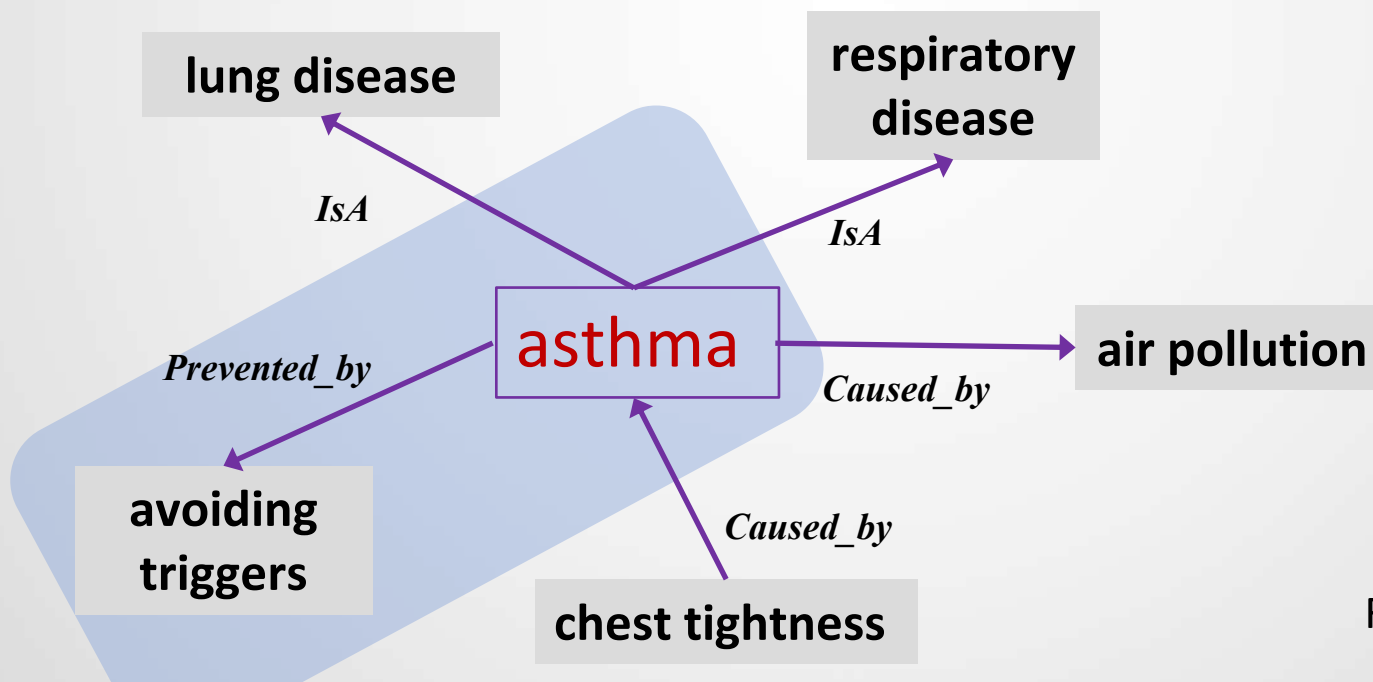 lung disease
respiratory
disease
IsA
IsA
asthma
air pollution
Prevented_by
Caused_by
avoiding
triggers
Caused_by
chest tightness